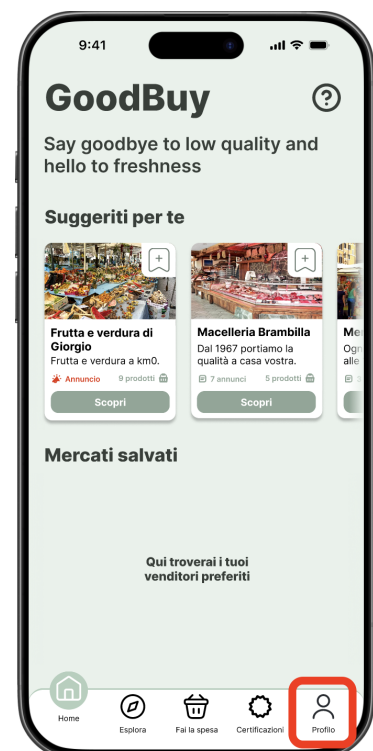 9:41
GoodBuy
Say goodbye to low quality and
hello to freshness
Suggeriti per te
Frutta e verdura di
Giorgio
Frutta e verdura a km0.
Annuncio 9 prodotti
Scopri
Macelleria Brambilla
Dal 1967 portiamo la
qualità a casa vostra.
7 annunci 5 prodotti
Scopri
Ogn
alle
Mercati salvati
Qui troverai i tuoi
venditori preferiti
Home
Esplora
Fai la spesa
Certificazioni
Profilo